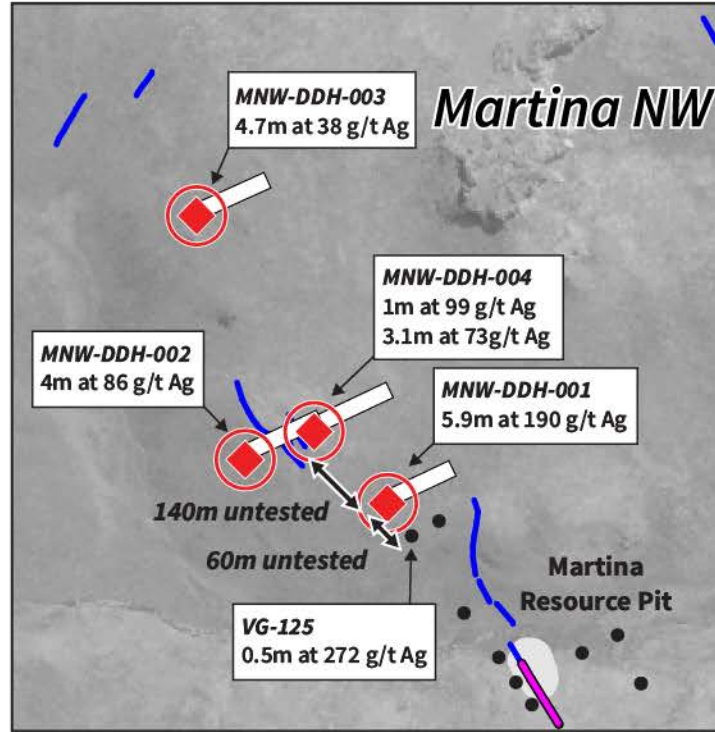 MNW-DDH-003
4.7m at 38 g/t Ag
Martina NW
MNW-DDH-004
1m at 99 g/t Ag
3.1m at 73g/t Ag
MNW-DDH-002
4m at 86 g/t Ag
MNW-DDH-001
5.9m at 190 g/t Ag
140m untested
60m untested
Martina
Resource Pit
VG-125
0.5m at 272 g/t Ag